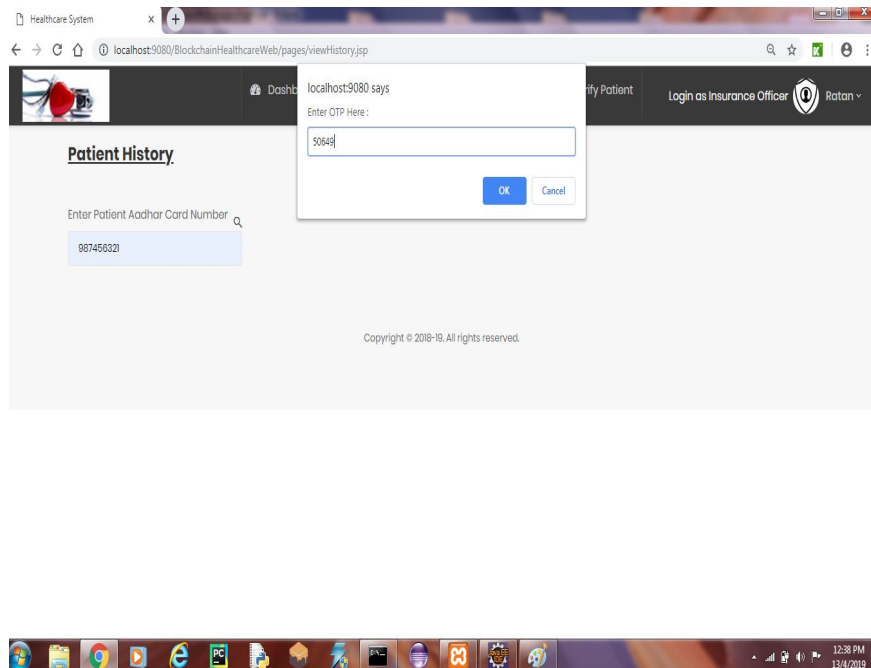 Healthcare System
localhost:9080/BlockchainHealthcareWeb/pages/viewHistory.jsp
localhost:9080 says
Enter OTP Here :
50649
OK
Cancel
Dashb
rify Patient
Login as Insurance Officer
Ratan
Patient History
Enter Patient Aadhar Card Number
987456321
Copyright © 2018-19. All rights reserved.
PC
12:38 PM
13/4/2019